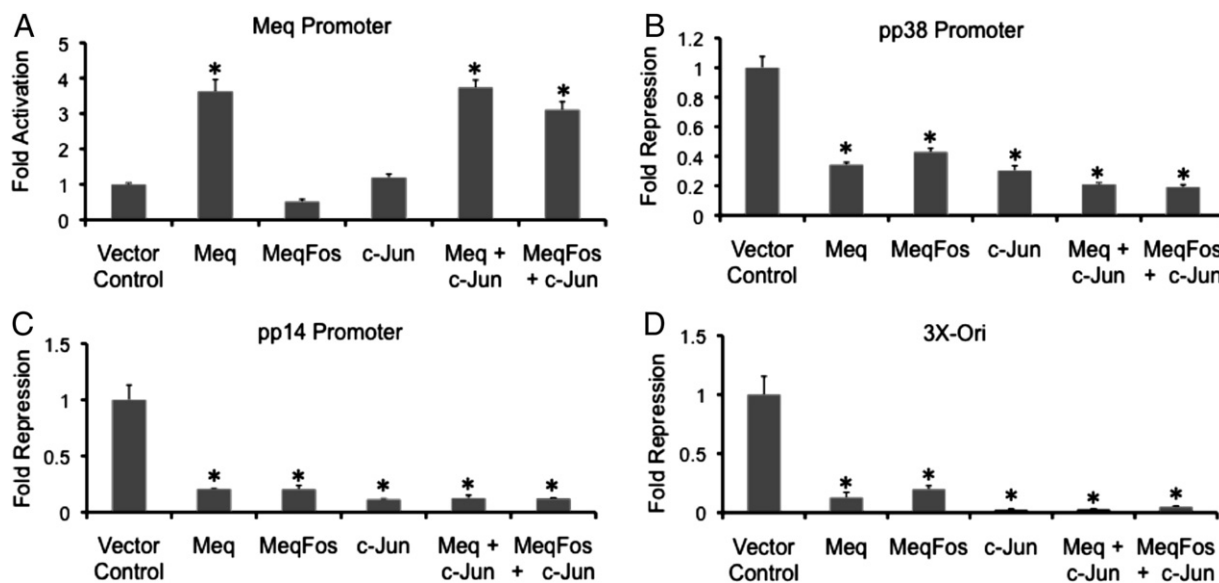 A
Meq Promoter
Fold Activation
5
4
3
2
1
0
*
*
*
Vector Control
Meq
MeqFos
c-Jun
Meq + c-Jun
MeqFos + c-Jun
B
pp38 Promoter
Fold Repression
1.2
1
0.8
0.6
0.4
0.2
0
*
*
*
*
*
Vector Control
Meq
MeqFos
c-Jun
Meq + c-Jun
MeqFos + c-Jun
C
pp14 Promoter
Fold Repression
1.5
1
0.5
0
*
*
*
*
*
Vector Control
Meq
MeqFos
c-Jun
Meq + c-Jun
MeqFos + c-Jun
D
3X-Ori
Fold Repression
1.5
1
0.5
0
*
*
*
*
*
Vector Control
Meq
MeqFos
c-Jun
Meq + c-Jun
MeqFos + c-Jun